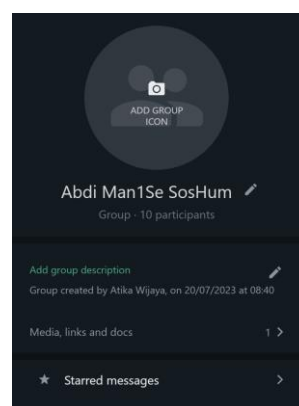 ADD GROUP
ICON
Abdi Man1Se SosHum
Group · 10 participants
Add group description
Group created by Atika Wijaya, on 20/07/2023 at 08:40
Media, links and docs 1
Starred messages